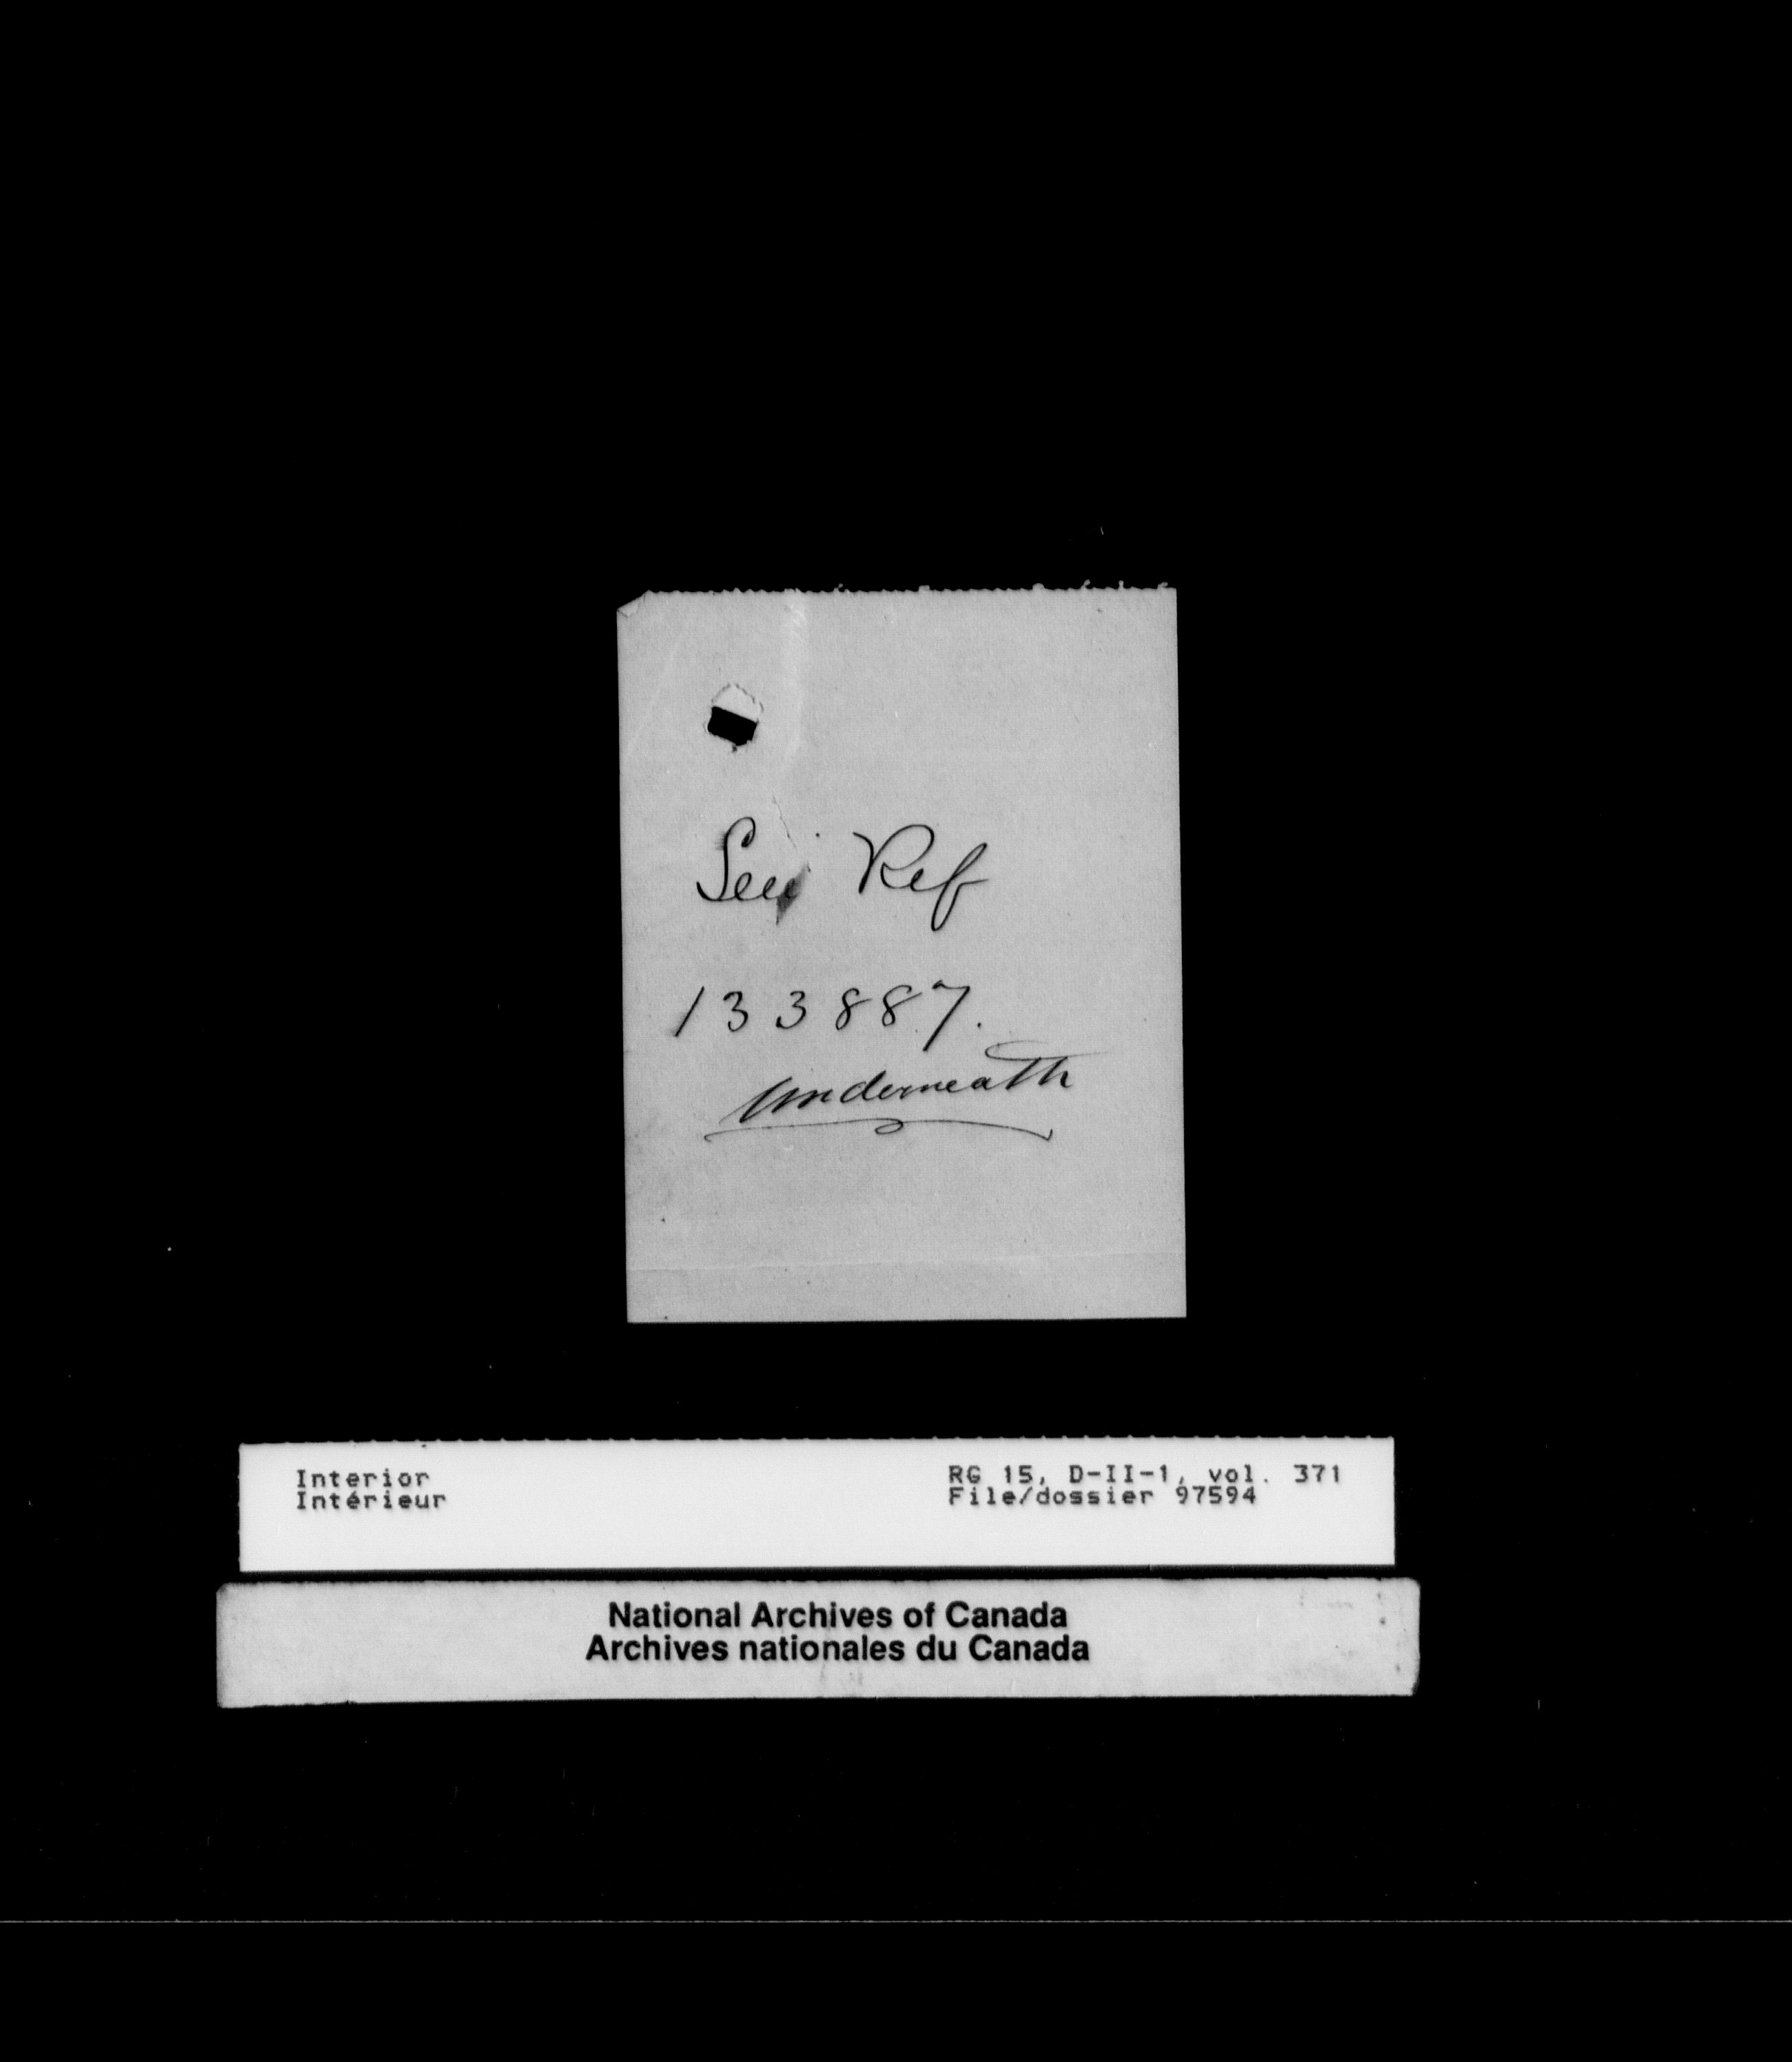 See Ref
133887.
Underneath
Interior
Intérieur
RG 15, D-II-1, vol. 371
File/dossier 97594
National Archives of Canada
Archives nationales du Canada